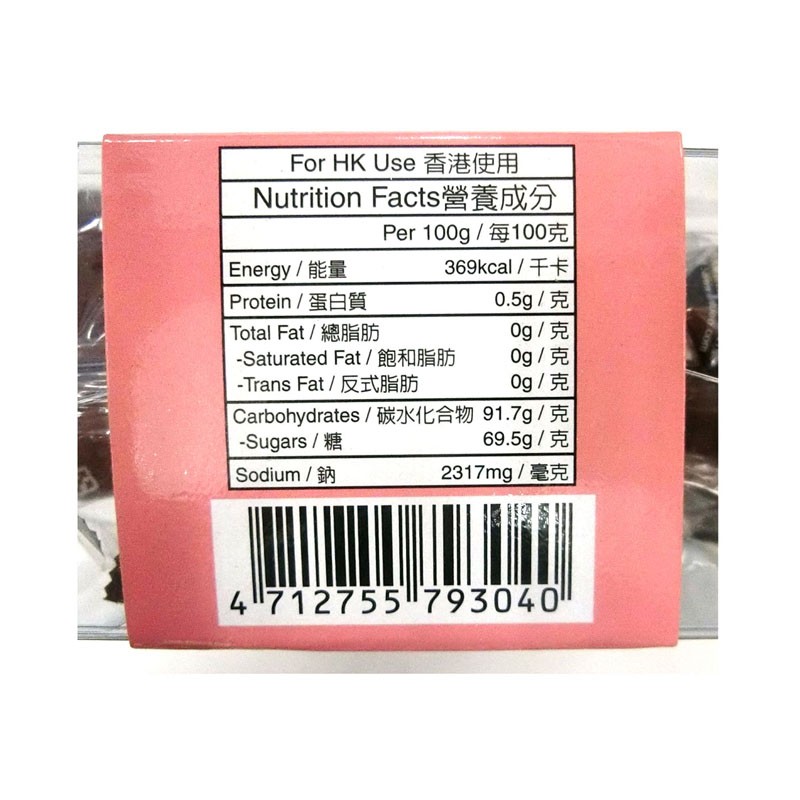 For HK Use 香港使用
Nutrition Facts營養成分
Per 100g / 每100克
Energy / 能量 369kcal / 千卡
Protein / 蛋白質 0.5g / 克
Total Fat / 總脂肪 0g / 克
-Saturated Fat / 飽和脂肪 0g / 克
-Trans Fat / 反式脂肪 0g / 克
Carbohydrates / 碳水化合物 91.7g / 克
-Sugars / 糖 69.5g / 克
Sodium / 鈉 2317mg / 毫克
4 712755 793040